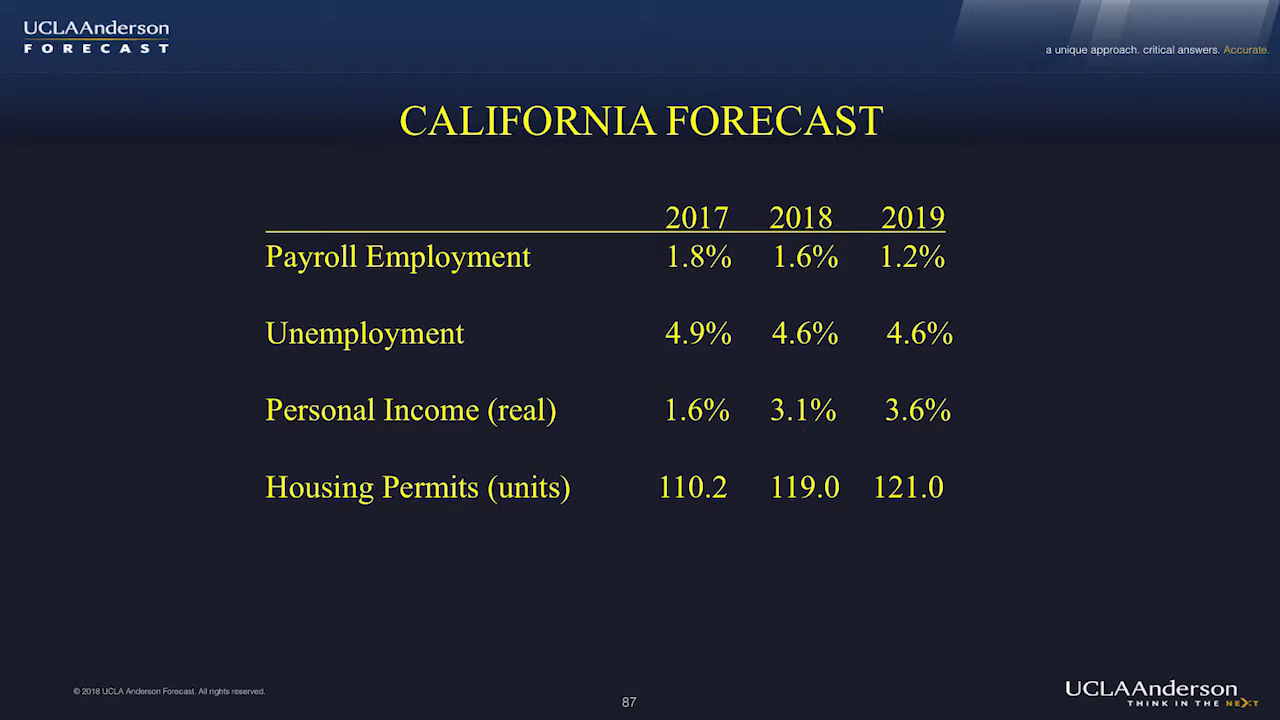 UCLAAnderson
FORECAST
a unique approach. critical answers. Accurate.
CALIFORNIA FORECAST
2017 2018 2019
Payroll Employment 1.8% 1.6% 1.2%
Unemployment 4.9% 4.6% 4.6%
Personal Income (real) 1.6% 3.1% 3.6%
Housing Permits (units) 110.2 119.0 121.0
© 2018 UCLA Anderson Forecast. All rights reserved.
87
UCLAAnderson
THINK IN THE NEXT